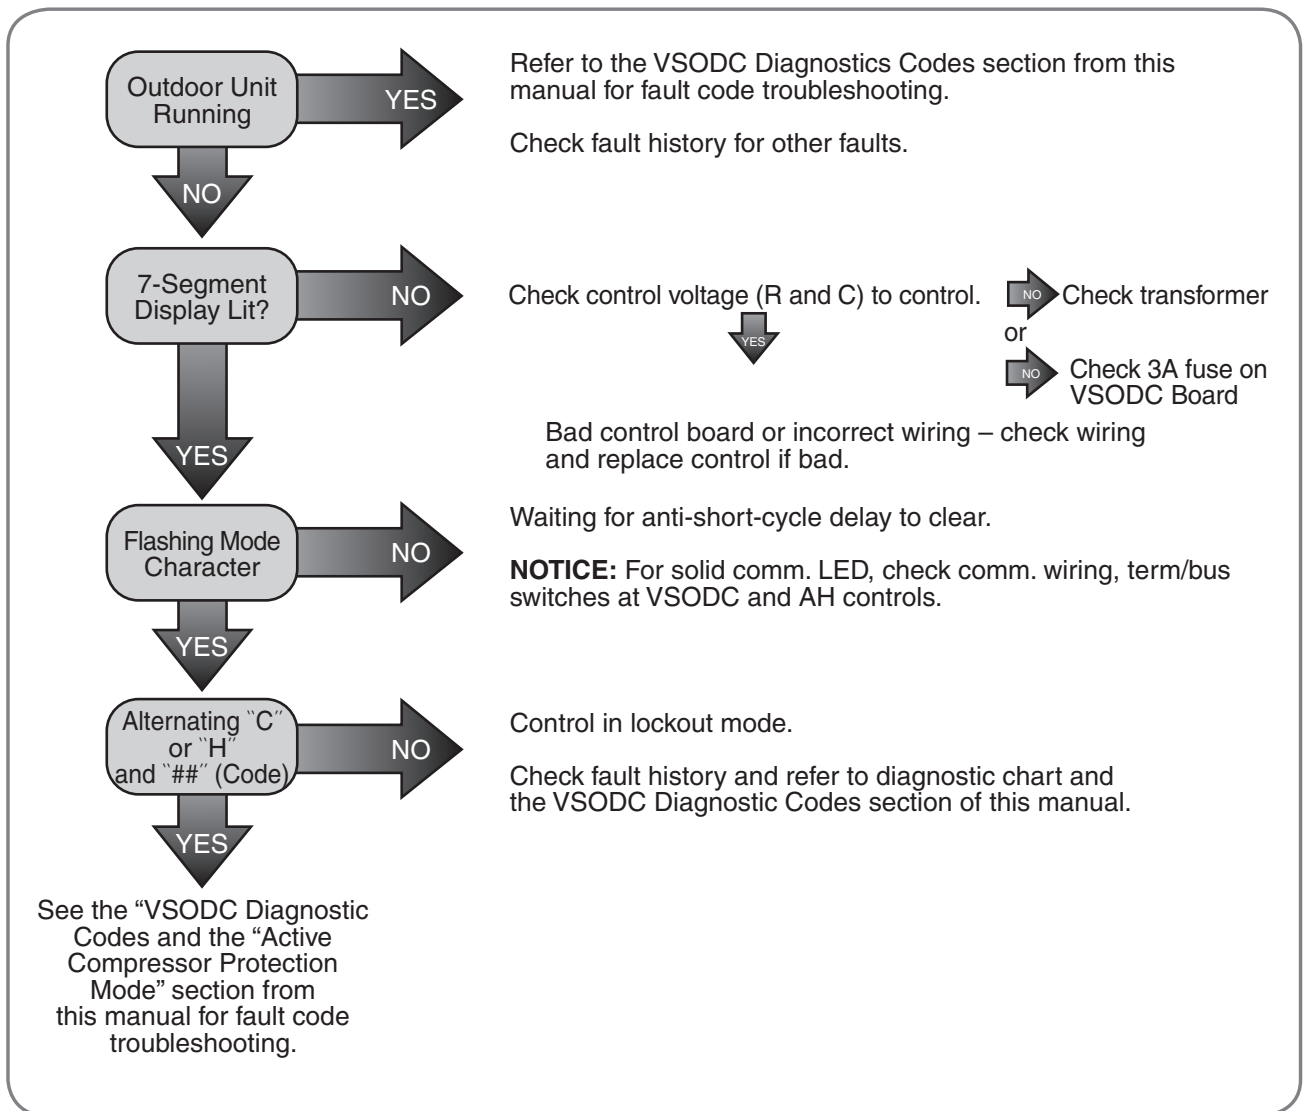 Outdoor Unit
Running
YES
Refer to the VSODC Diagnostics Codes section from this
manual for fault code troubleshooting.
Check fault history for other faults.
NO
7-Segment
Display Lit?
NO
Check control voltage (R and C) to control.
NO
Check transformer
or
NO
Check 3A fuse on
VSODC Board
YES
Bad control board or incorrect wiring – check wiring
and replace control if bad.
YES
Flashing Mode
Character
NO
Waiting for anti-short-cycle delay to clear.
NOTICE: For solid comm. LED, check comm. wiring, term/bus
switches at VSODC and AH controls.
YES
Alternating ``C´´
or ``H´´
and ``##´´ (Code)
NO
Control in lockout mode.
Check fault history and refer to diagnostic chart and
the VSODC Diagnostic Codes section of this manual.
YES
See the “VSODC Diagnostic
Codes and the “Active
Compressor Protection
Mode” section from
this manual for fault code
troubleshooting.